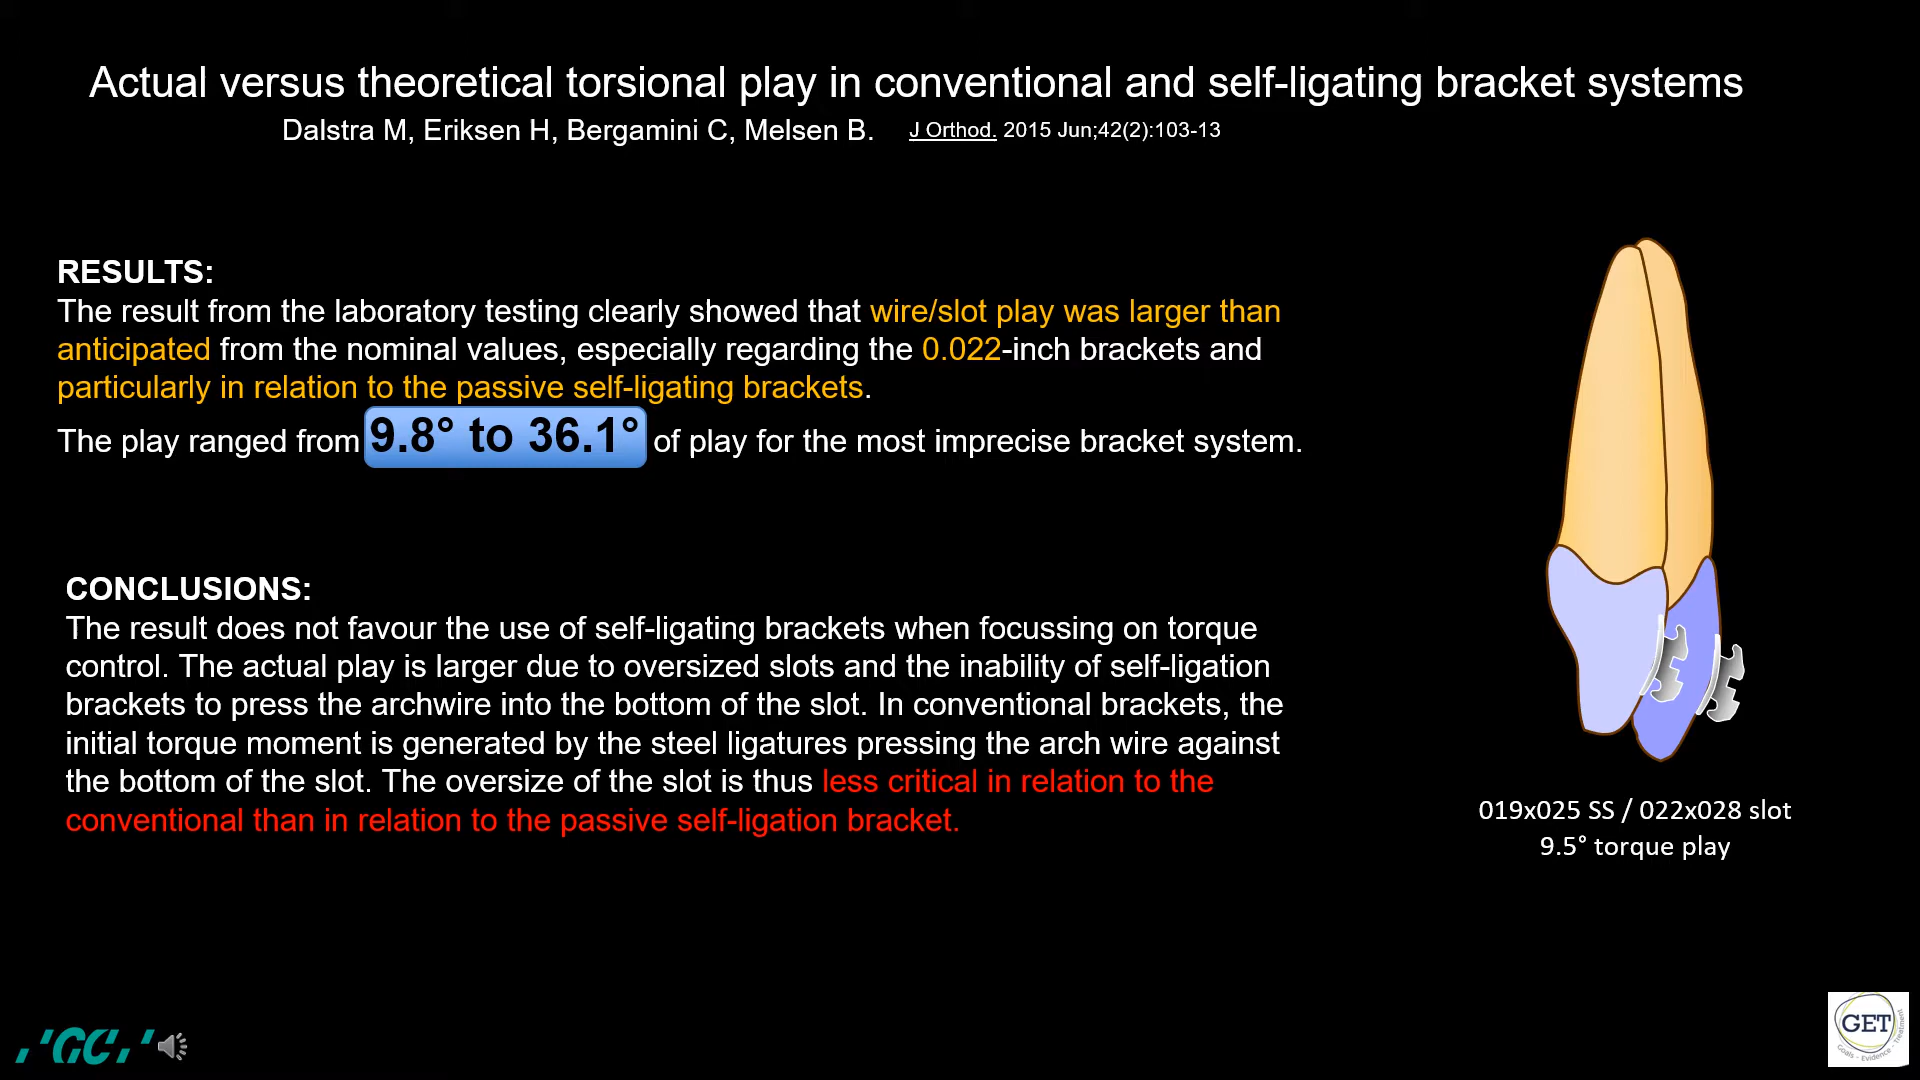 Actual versus theoretical torsional play in conventional and self-ligating bracket systems
Dalstra M, Eriksen H, Bergamini C, Melsen B. J Orthod. 2015 Jun;42(2):103-13
RESULTS:
The result from the laboratory testing clearly showed that wire/slot play was larger than
anticipated from the nominal values, especially regarding the 0.022-inch brackets and
particularly in relation to the passive self-ligating brackets.
The play ranged from 9.8° to 36.1° of play for the most imprecise bracket system.
CONCLUSIONS:
The result does not favour the use of self-ligating brackets when focussing on torque
control. The actual play is larger due to oversized slots and the inability of self-ligation
brackets to press the archwire into the bottom of the slot. In conventional brackets, the
initial torque moment is generated by the steel ligatures pressing the arch wire against
the bottom of the slot. The oversize of the slot is thus less critical in relation to the
conventional than in relation to the passive self-ligation bracket.
019x025 SS / 022x028 slot
9.5° torque play
GC
GET
Goals - Evidence - Treatment